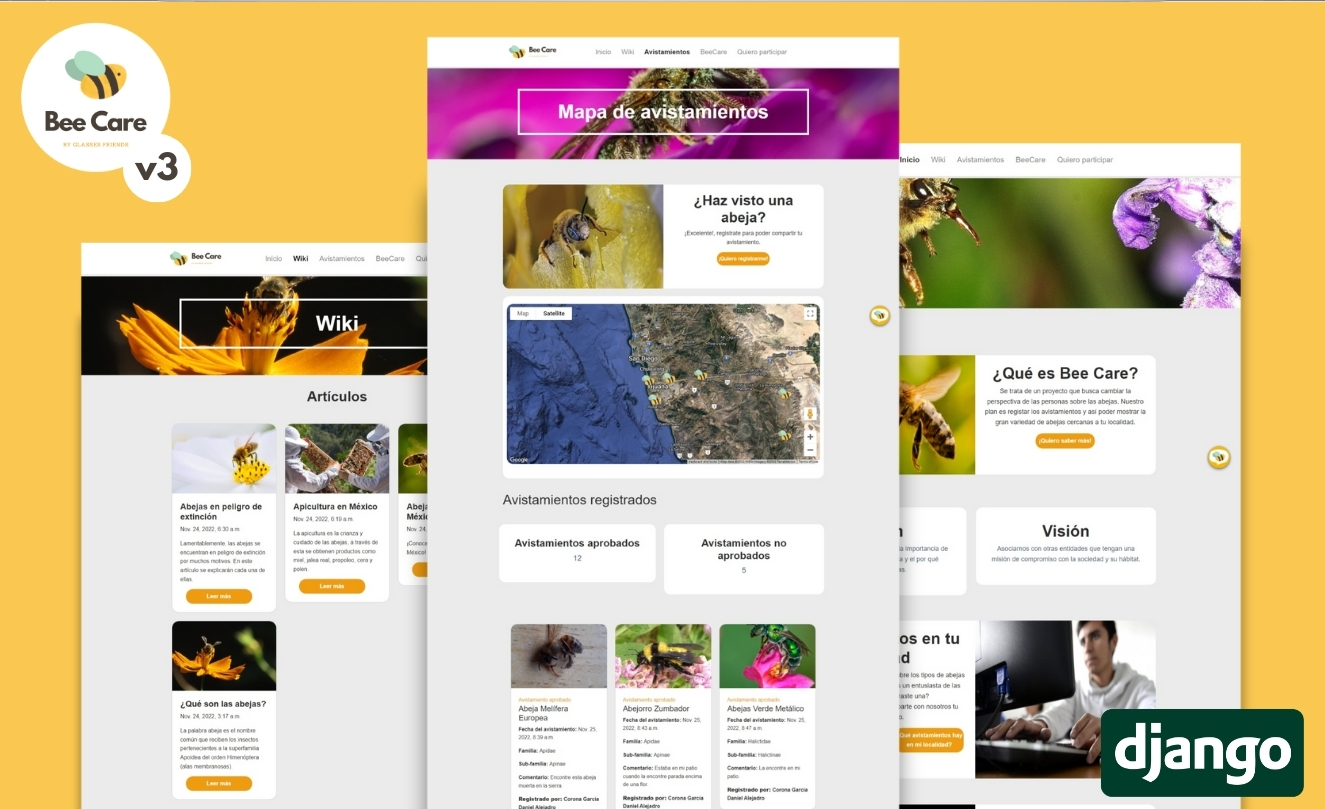 Bee Care
BY GLASSES FRIENDS
v3
Bee Care
Inicio Wiki Avistamientos BeeCare Quiero participar
Mapa de avistamientos
¿Haz visto una
abeja?
¡Excelente!, registrate para poder compartir tu
avistamiento.
¡Quiero registrarme!
Map Satellite
San Diego
Tijuana
Google
Avistamientos registrados
Avistamientos aprobados
12
Avistamientos no
aprobados
5
Avistamiento aprobado
Abeja Melífera
Europea
Fecha del avistamiento: Nov. 25,
2022, 6:39 a.m.
Familia: Apidae
Sub-familia: Apinae
Comentario: Encontre esta abeja
muerta en la sierra
Registrado por: Corona Garcia
Daniel Alejadro
Avistamiento aprobado
Abejorro Zumbador
Fecha del avistamiento: Nov. 25,
2022, 6:43 a.m.
Familia: Apidae
Sub-familia: Apinae
Comentario: Estaba en mi patio
cuando la encontre parada encima
de una flor.
Registrado por: Corona Garcia
Daniel Alejadro
Avistamiento aprobado
Abejas Verde Metálico
Fecha del avistamiento: Nov. 25,
2022, 6:47 a.m.
Familia: Halictidae
Sub-familia: Halictinae
Comentario: La encontre en mi
patio.
Registrado por: Corona Garcia
Daniel Alejadro
Bee Care
Inicio Wiki Avistamientos BeeCare Qui
Wiki
Artículos
Abejas en peligro de
extinción
Nov. 24, 2022, 6:30 a.m.
Lamentablemente, las abejas se
encuentran en peligro de extinción
por muchos motivos. En este
artículo se explicarán cada una de
ellas.
Leer más
Apicultura en México
Nov. 24, 2022, 6:19 a.m.
La apicultura es la crianza y
cuidado de las abejas, a través de
esta se obtienen productos como
miel, jalea real, propoleo, cera y
polen.
Leer más
Abeja
Méxic
Nov. 24,
¡Conoce
México!
¿Qué son las abejas?
Nov. 24, 2022, 3:17 a.m.
La palabra abeja es el nombre
común que reciben los insectos
pertenecientes a la superfamilia
Apoidea del orden Himenóptera
(alas membranosas).
Leer más
Inicio Wiki Avistamientos BeeCare Quiero participar
¿Qué es Bee Care?
Se trata de un proyecto que busca cambiar la
perspectiva de las personas sobre las abejas. Nuestro
plan es registar los avistamientos y así poder mostrar la
gran variedad de abejas cercanas a tu localidad.
¡Quiero saber más!
n
la importancia de
a y el por qué
as.
Visión
Asociarnos con otras entidades que tengan una
misión de compromiso con la sociedad y su hábitat.
os en tu
d
bre los tipos de abejas
s un entusiasta de las
caste una?
parte con nosotros tu
o.
Qué avistamientos hay
en mi localidad?
django